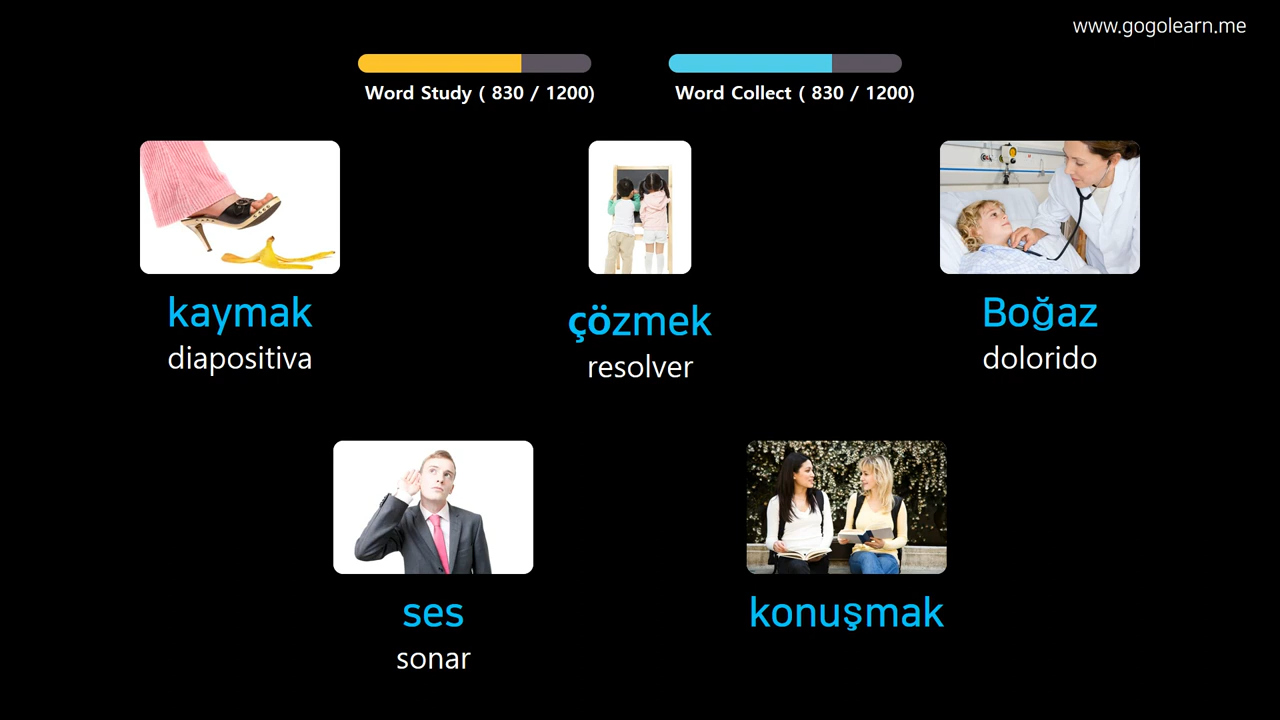 www.gogolearn.me
Word Study ( 830 / 1200)
Word Collect ( 830 / 1200)
kaymak
diapositiva
çözmek
resolver
Boğaz
dolorido
ses
sonar
konuşmak